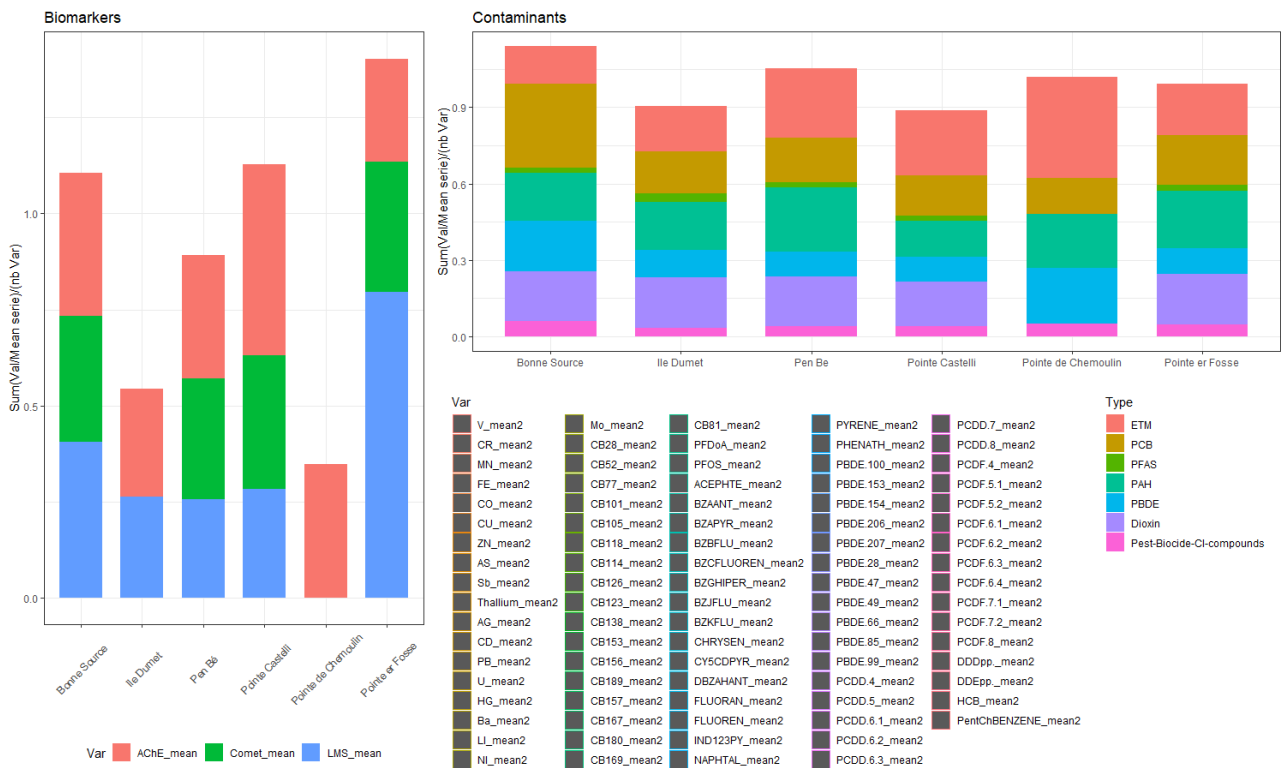 Biomarkers
Sum(Val/Mean serie)/(nb Var)
1.0
0.5
0.0
Bonne Source
Ile Dumet
Pen Bé
Pointe Castelli
Pointe de Chemoulin
Pointe er Fosse
Var
AChE_mean
Comet_mean
LMS_mean
Contaminants
Sum(Val/Mean serie)/(nb Var)
0.9
0.6
0.3
0.0
Bonne Source
Ile Dumet
Pen Be
Pointe Castelli
Pointe de Chemoulin
Pointe er Fosse
Var
V_mean2
CR_mean2
MN_mean2
FE_mean2
CO_mean2
CU_mean2
ZN_mean2
AS_mean2
Sb_mean2
Thallium_mean2
AG_mean2
CD_mean2
PB_mean2
U_mean2
HG_mean2
Ba_mean2
LI_mean2
NI_mean2
Mo_mean2
CB28_mean2
CB52_mean2
CB77_mean2
CB101_mean2
CB105_mean2
CB118_mean2
CB114_mean2
CB126_mean2
CB123_mean2
CB138_mean2
CB153_mean2
CB156_mean2
CB189_mean2
CB157_mean2
CB167_mean2
CB180_mean2
CB169_mean2
CB81_mean2
PFDoA_mean2
PFOS_mean2
ACEPHTE_mean2
BZAANT_mean2
BZAPYR_mean2
BZBFLU_mean2
BZCFLUOREN_mean2
BZGHIPER_mean2
BZJFLU_mean2
BZKFLU_mean2
CHRYSEN_mean2
CY5CDPYR_mean2
DBZAHANT_mean2
FLUORAN_mean2
FLUOREN_mean2
IND123PY_mean2
NAPHTAL_mean2
PYRENE_mean2
PHENATH_mean2
PBDE.100_mean2
PBDE.153_mean2
PBDE.154_mean2
PBDE.206_mean2
PBDE.207_mean2
PBDE.28_mean2
PBDE.47_mean2
PBDE.49_mean2
PBDE.66_mean2
PBDE.85_mean2
PBDE.99_mean2
PCDD.4_mean2
PCDD.5_mean2
PCDD.6.1_mean2
PCDD.6.2_mean2
PCDD.6.3_mean2
PCDD.7_mean2
PCDD.8_mean2
PCDF.4_mean2
PCDF.5.1_mean2
PCDF.5.2_mean2
PCDF.6.1_mean2
PCDF.6.2_mean2
PCDF.6.3_mean2
PCDF.6.4_mean2
PCDF.7.1_mean2
PCDF.7.2_mean2
PCDF.8_mean2
DDDpp._mean2
DDEpp._mean2
HCB_mean2
PentChBENZENE_mean2
Type
ETM
PCB
PFAS
PAH
PBDE
Dioxin
Pest-Biocide-Cl-compounds